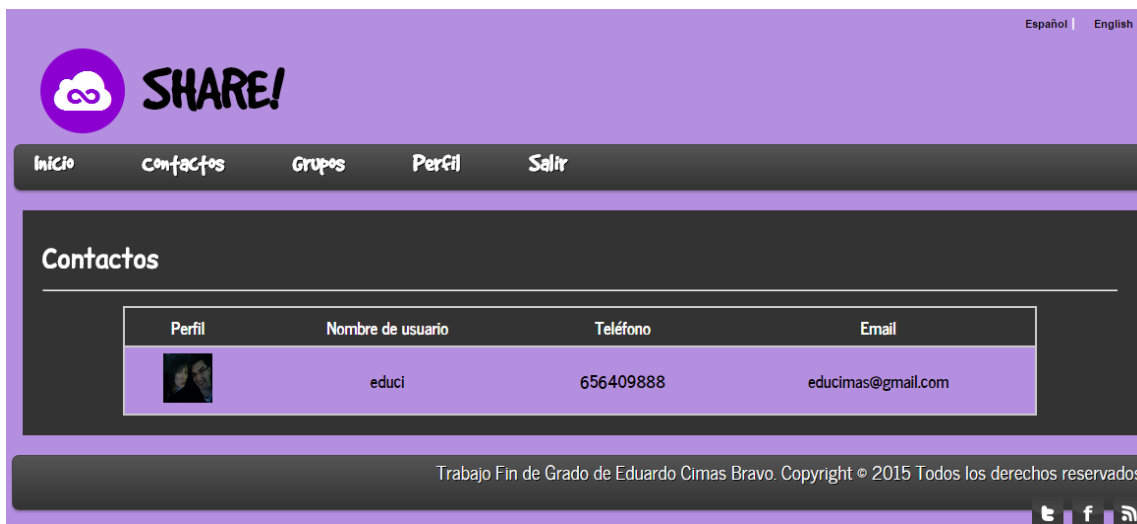 Español English
SHARE!
Inicio Contactos Grupos Perfil Salir
Contactos
Perfil Nombre de usuario Teléfono Email
educi 656409888 educimas@gmail.com
Trabajo Fin de Grado de Eduardo Cimas Bravo. Copyright © 2015 Todos los derechos reservados